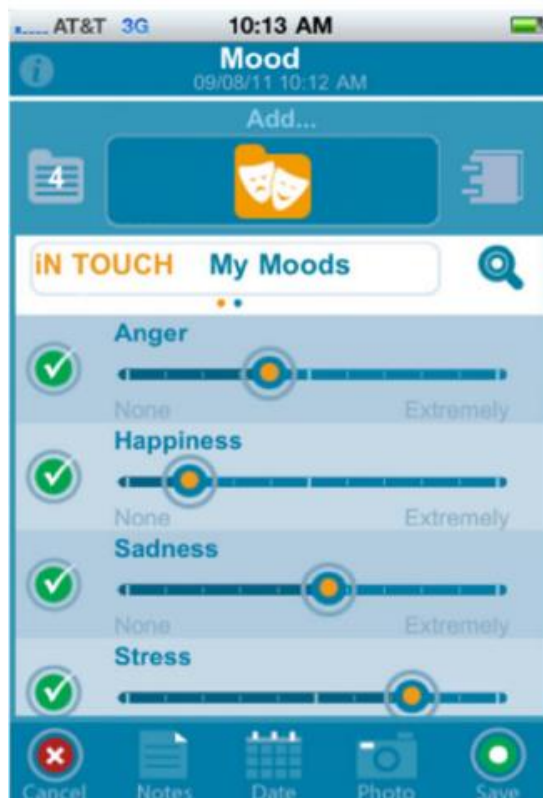 AT&T 3G 10:13 AM
Mood
09/08/11 10:12 AM
Add...
4
iN TOUCH My Moods
Anger
None Extremely
Happiness
None Extremely
Sadness
None Extremely
Stress
Cancel Notes Date Photo Save